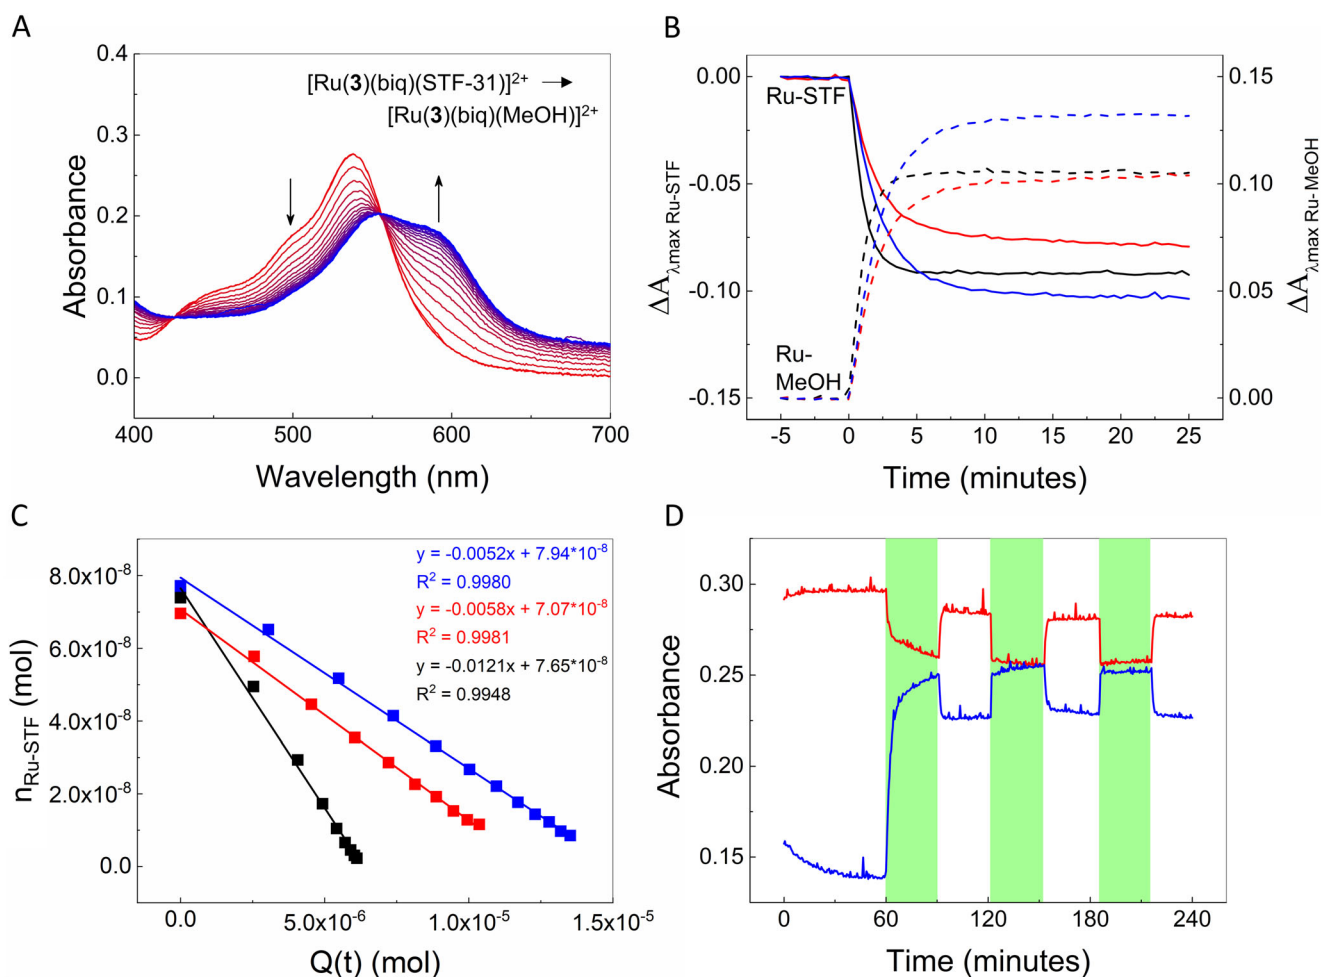 A
0.4
0.3
0.2
0.1
0.0
[Ru(3)(biq)(STF-31)]²⁺ →
[Ru(3)(biq)(MeOH)]²⁺
Absorbance
400 500 600 700
Wavelength (nm)
B
0.00
-0.05
-0.10
-0.15
Ru-STF
Ru-
MeOH
0.15
0.10
0.05
0.00
ΔA λmax Ru-STF
ΔA λmax Ru-MeOH
-5 0 5 10 15 20 25
Time (minutes)
C
8.0x10⁻⁸
6.0x10⁻⁸
4.0x10⁻⁸
2.0x10⁻⁸
0.0
y = -0.0052x + 7.94*10⁻⁸
R² = 0.9980
y = -0.0058x + 7.07*10⁻⁸
R² = 0.9981
y = -0.0121x + 7.65*10⁻⁸
R² = 0.9948
n Ru-STF (mol)
0.0 5.0x10⁻⁶ 1.0x10⁻⁵ 1.5x10⁻⁵
Q(t) (mol)
D
0.30
0.25
0.20
0.15
Absorbance
0 60 120 180 240
Time (minutes)